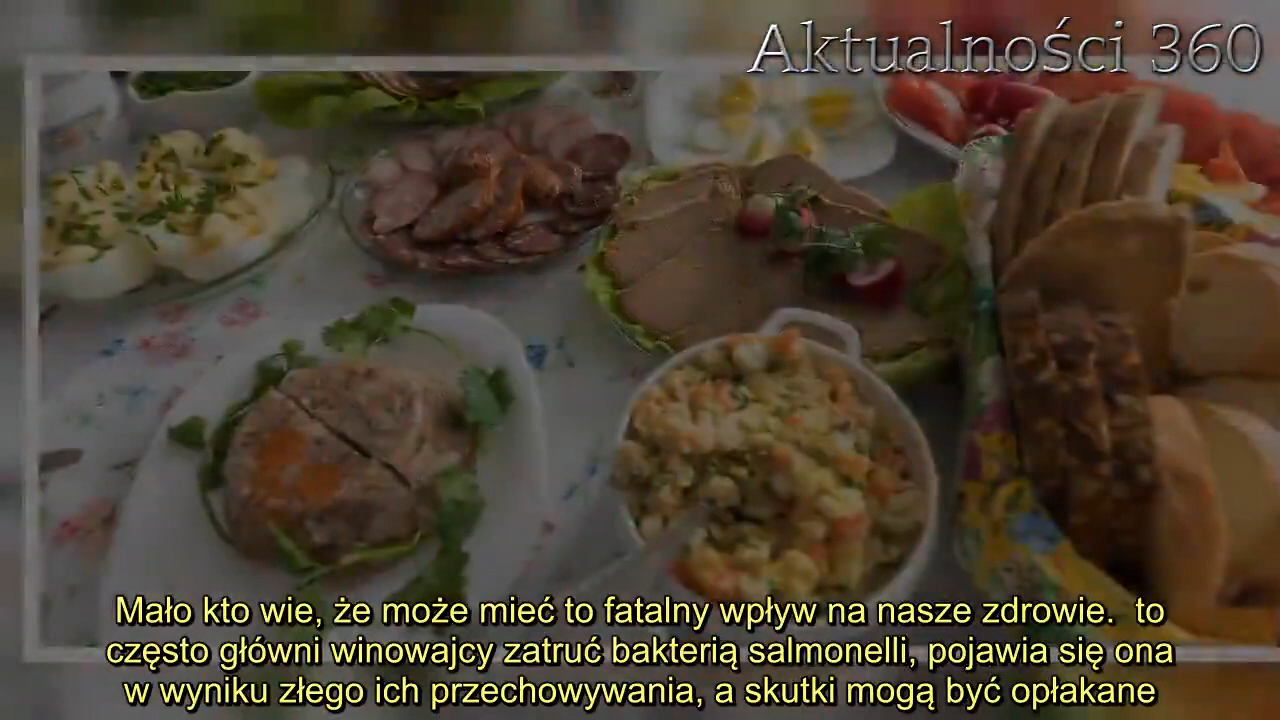 Aktualności 360
Mało kto wie, że może mieć to fatalny wpływ na nasze zdrowie.  to
często główni winowajcy zatruć bakterią salmonelli, pojawia się ona
w wyniku złego ich przechowywania, a skutki mogą być opłakane